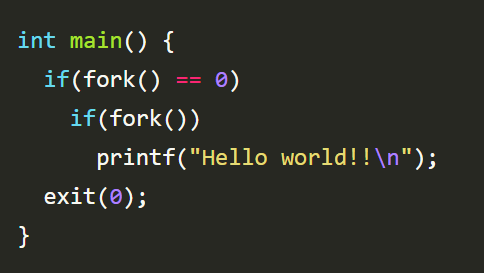 int main() {
  if(fork() == 0)
    if(fork())
      printf("Hello world!!\n");
  exit(0);
}